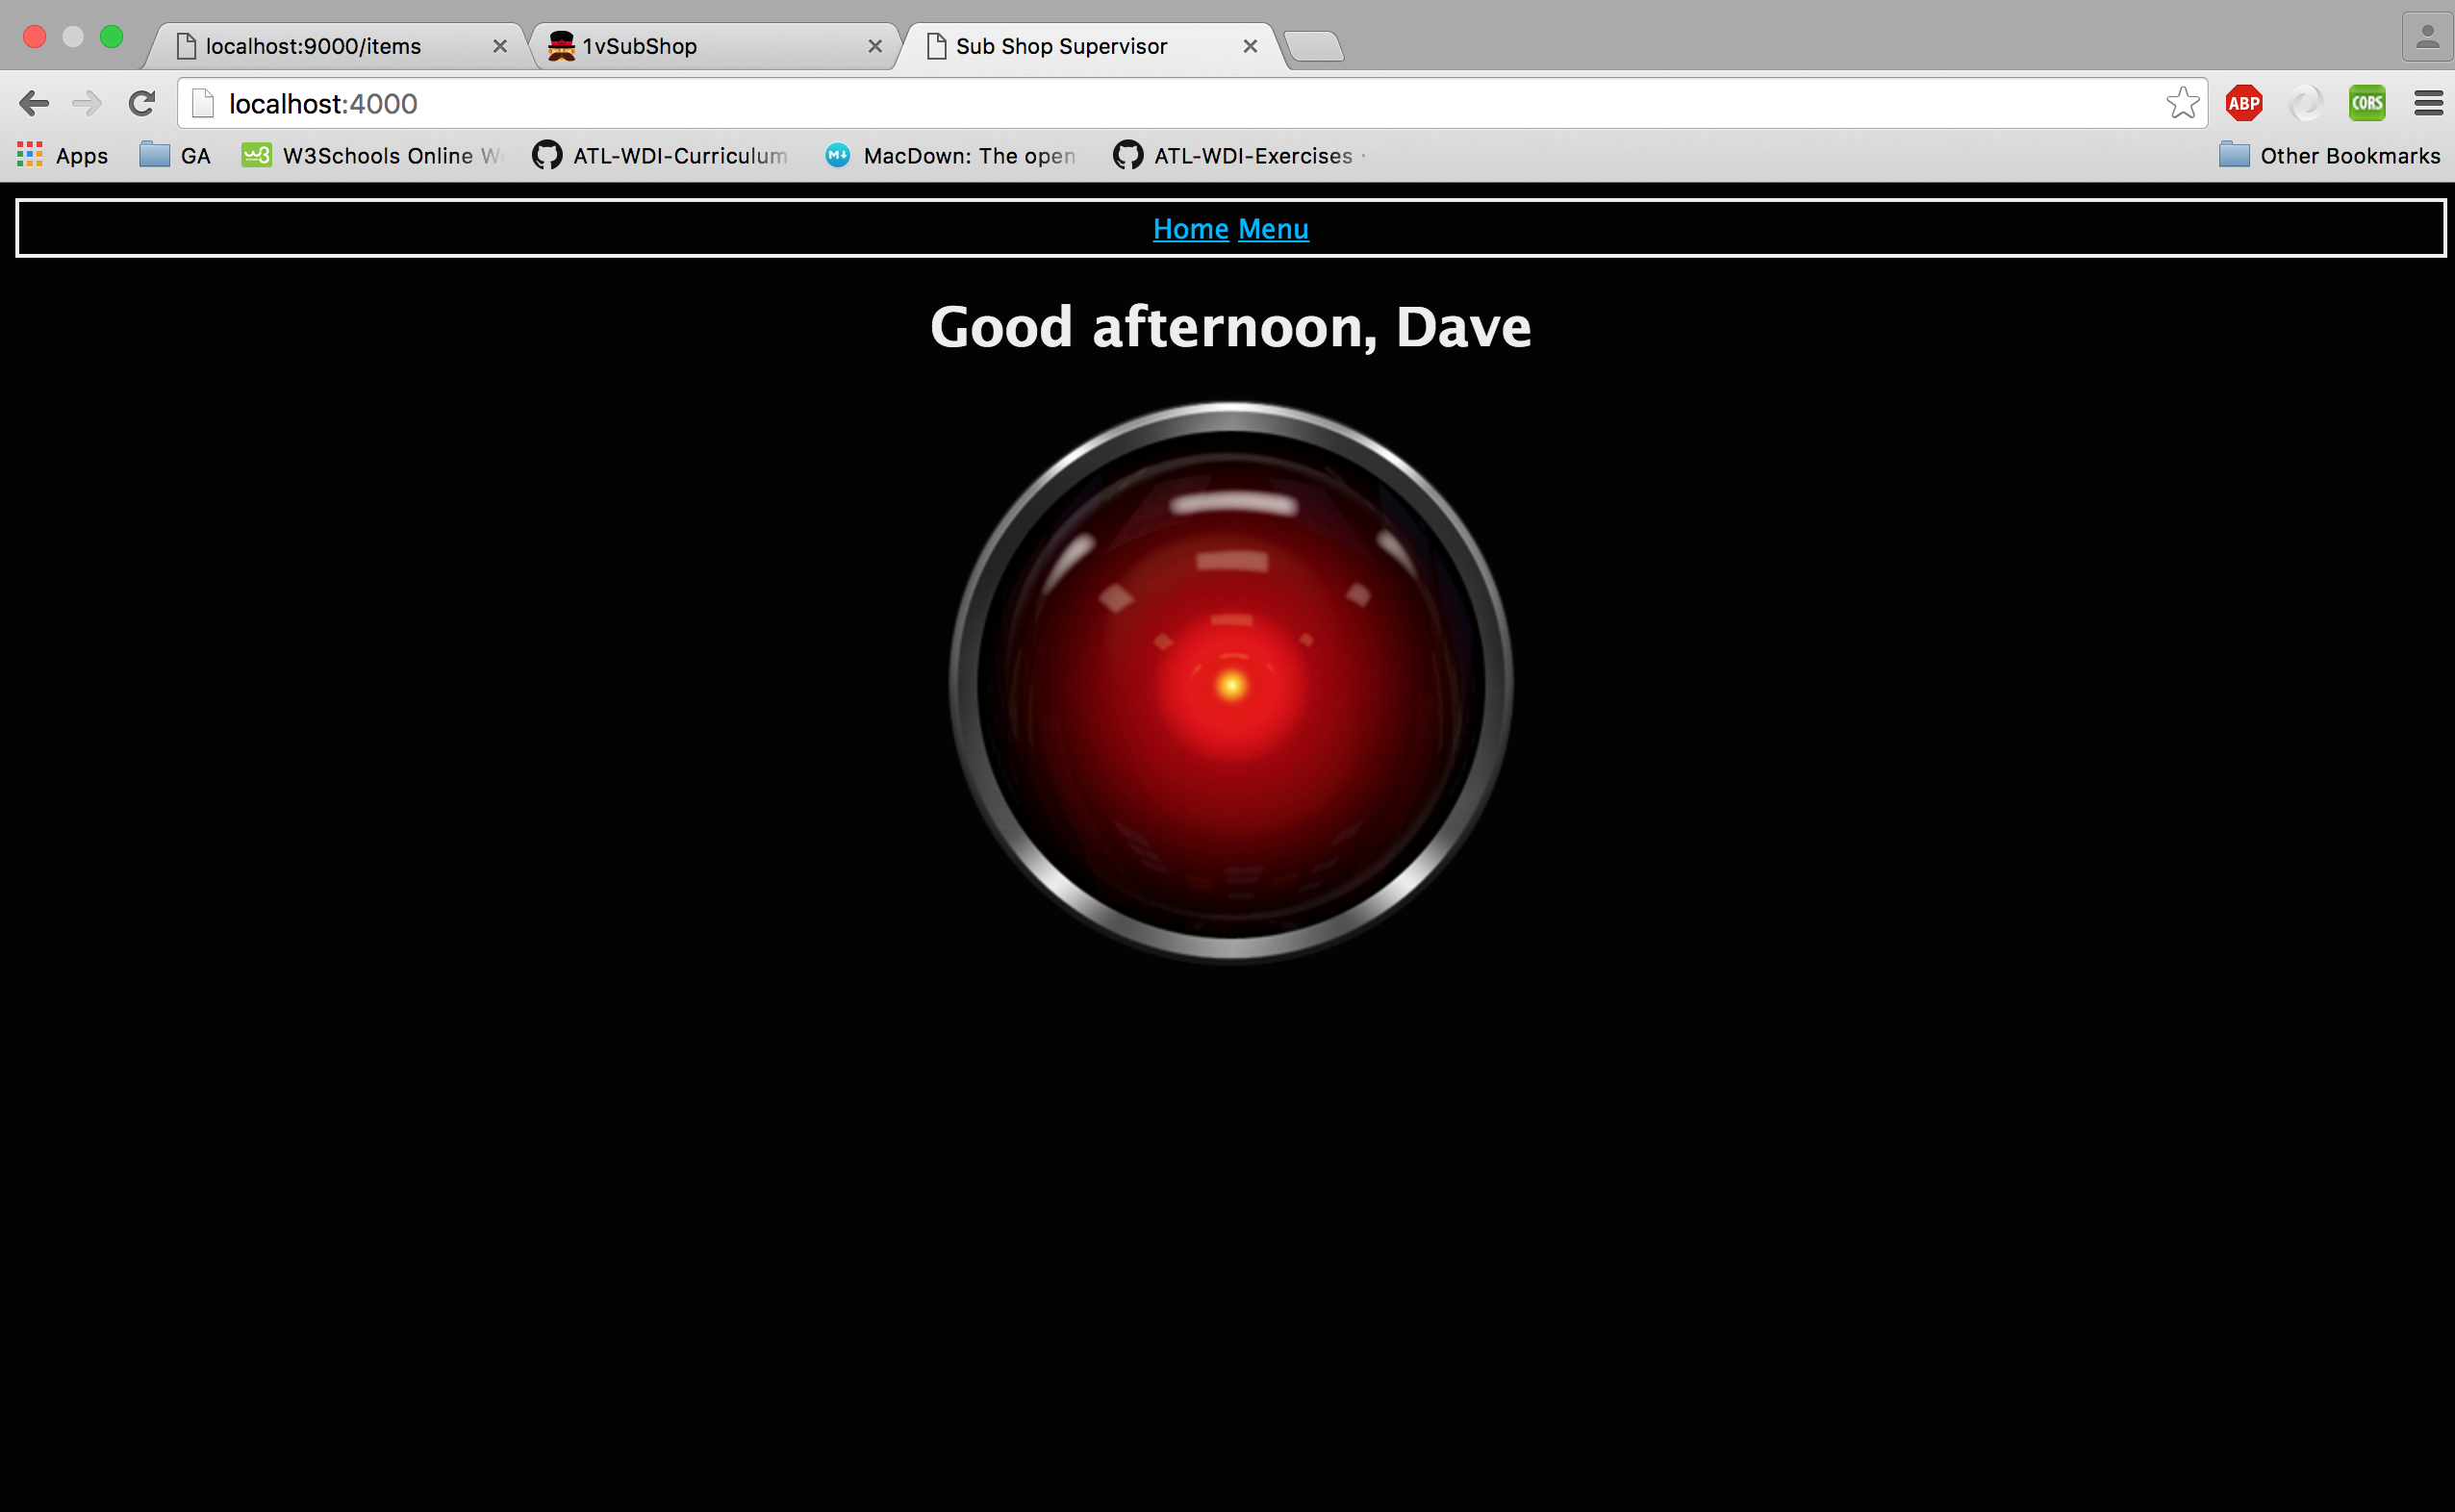 localhost:9000/items
1vSubShop
Sub Shop Supervisor
localhost:4000
ABP
CORS
Apps
GA
w3
W3Schools Online W
ATL-WDI-Curriculum
M
MacDown: The open
ATL-WDI-Exercises ·
Other Bookmarks
Home Menu
Good afternoon, Dave